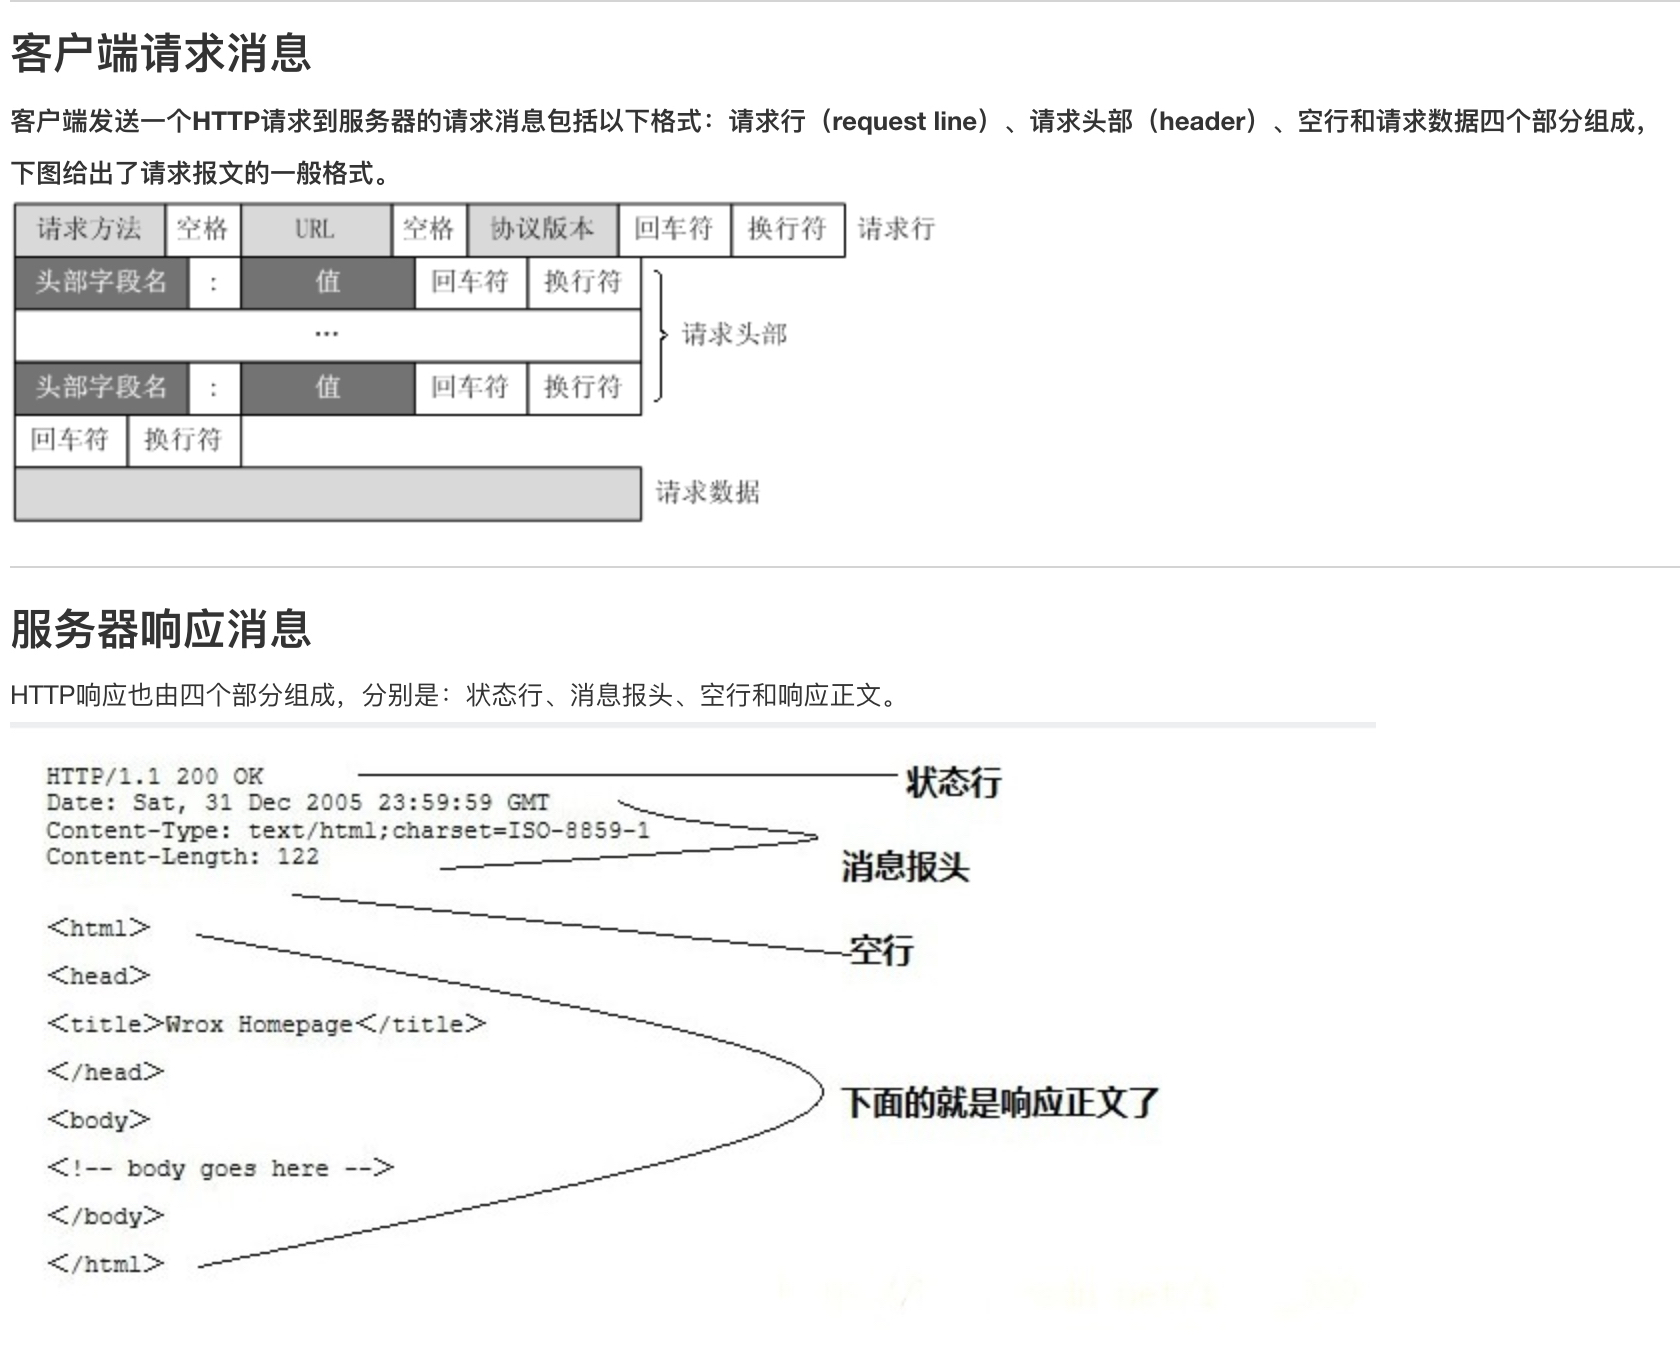 客户端请求消息
客户端发送一个HTTP请求到服务器的请求消息包括以下格式：请求行（request line）、请求头部（header）、空行和请求数据四个部分组成，
下图给出了请求报文的一般格式。
请求方法 空格 URL 空格 协议版本 回车符 换行符 请求行
头部字段名 : 值 回车符 换行符
...
请求头部
头部字段名 : 值 回车符 换行符
回车符 换行符
请求数据
服务器响应消息
HTTP响应也由四个部分组成，分别是：状态行、消息报头、空行和响应正文。
HTTP/1.1 200 OK 状态行
Date: Sat, 31 Dec 2005 23:59:59 GMT
Content-Type: text/html;charset=ISO-8859-1
Content-Length: 122
消息报头
<html>
空行
<head>
<title>Wrox Homepage</title>
</head>
下面的就是响应正文了
<body>
<!-- body goes here -->
</body>
</html>